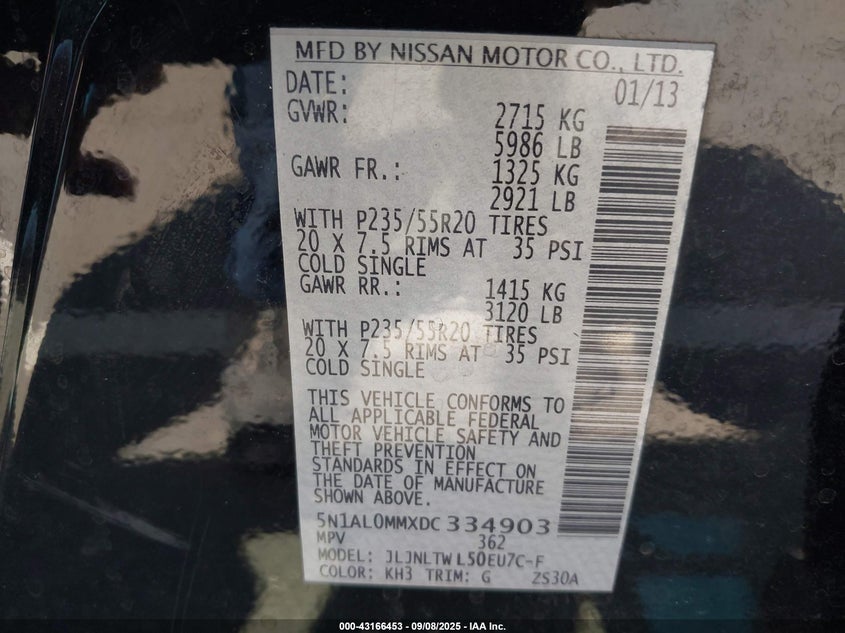 MFD BY NISSAN MOTOR CO., LTD.
DATE: 01/13
GVWR: 2715 KG
5986 LB
GAWR FR.: 1325 KG
2921 LB
WITH P235/55R20 TIRES
20 X 7.5 RIMS AT 35 PSI
COLD SINGLE
GAWR RR.: 1415 KG
3120 LB
WITH P235/55R20 TIRES
20 X 7.5 RIMS AT 35 PSI
COLD SINGLE
THIS VEHICLE CONFORMS TO
ALL APPLICABLE FEDERAL
MOTOR VEHICLE SAFETY AND
THEFT PREVENTION
STANDARDS IN EFFECT ON
THE DATE OF MANUFACTURE
SHOWN ABOVE.
5N1AL0MMXDC 334903
MPV 362
MODEL: JLJNLTW L50EU7C-F
COLOR: KH3 TRIM: G ZS30A
000-43166453 - 09/08/2025 - IAA Inc.